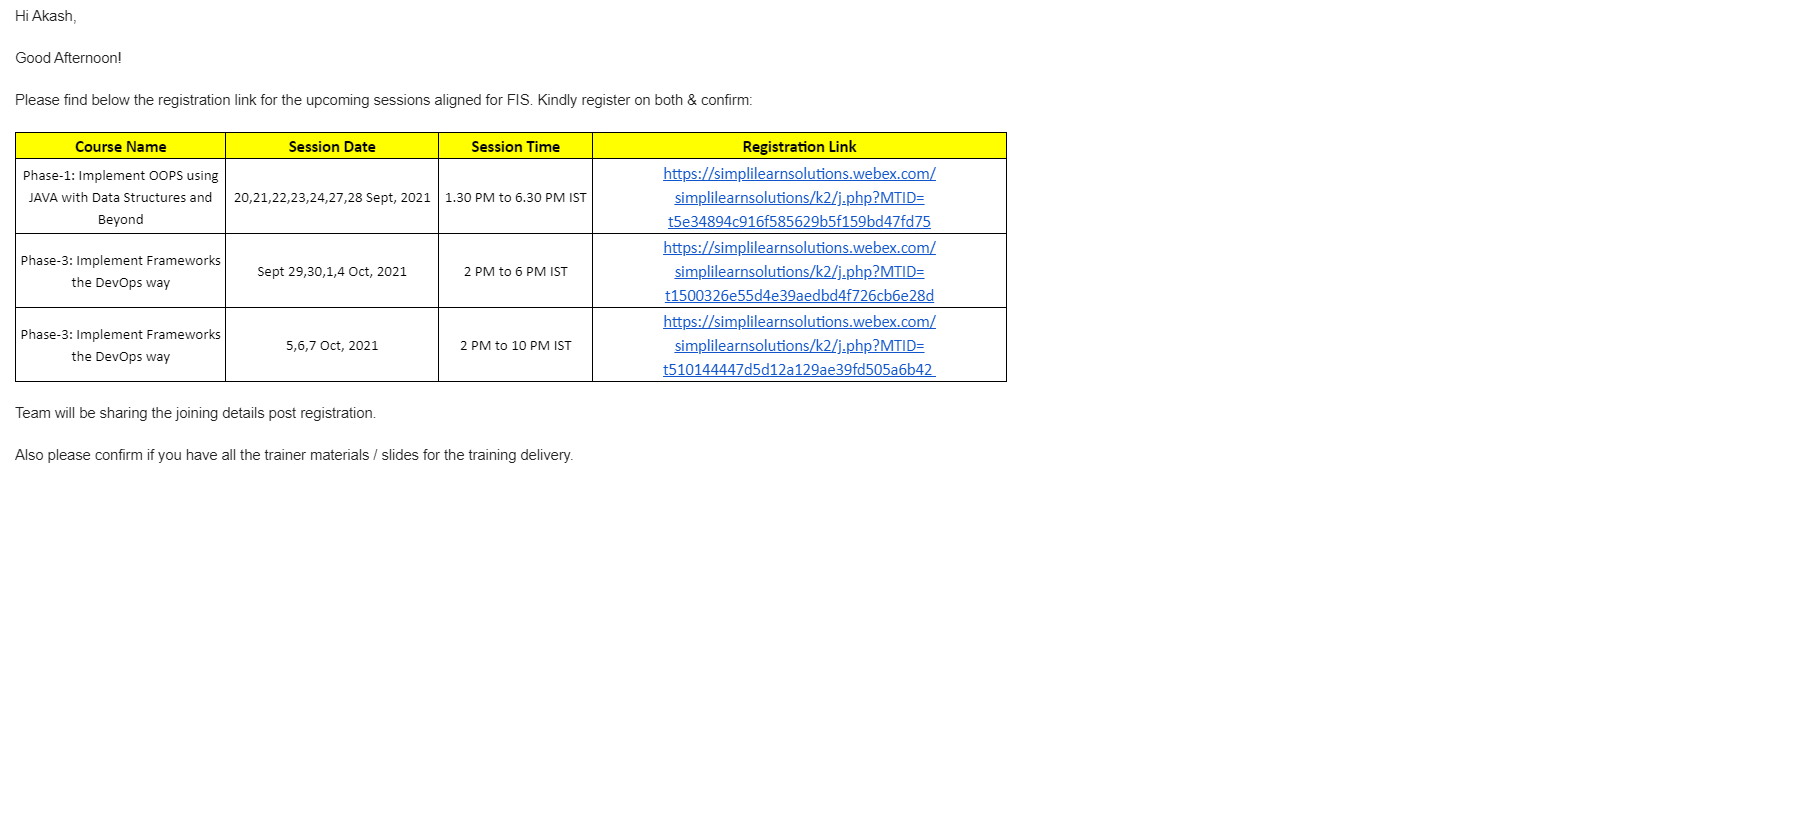 Hi Akash,
Good Afternoon!
Please find below the registration link for the upcoming sessions aligned for FIS. Kindly register on both & confirm:
Course Name Session Date Session Time Registration Link
Phase-1: Implement OOPS using
JAVA with Data Structures and
Beyond
20,21,22,23,24,27,28 Sept, 2021
1.30 PM to 6.30 PM IST
https://simplilearnsolutions.webex.com/
simplilearnsolutions/k2/j.php?MTID=
t5e34894c916f585629b5f159bd47fd75
Phase-3: Implement Frameworks
the DevOps way
Sept 29,30,1,4 Oct, 2021
2 PM to 6 PM IST
https://simplilearnsolutions.webex.com/
simplilearnsolutions/k2/j.php?MTID=
t1500326e55d4e39aedbd4f726cb6e28d
Phase-3: Implement Frameworks
the DevOps way
5,6,7 Oct, 2021
2 PM to 10 PM IST
https://simplilearnsolutions.webex.com/
simplilearnsolutions/k2/j.php?MTID=
t510144447d5d12a129ae39fd505a6b42
Team will be sharing the joining details post registration.
Also please confirm if you have all the trainer materials / slides for the training delivery.